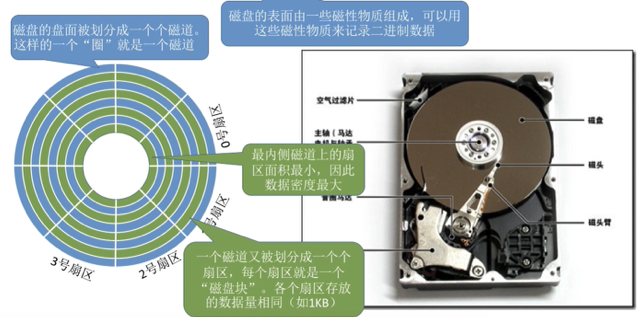 磁盘的盘面被划分成一个个磁道。
这样的一个“圈”就是一个磁道
磁盘的表面由一些磁性物质组成，可以用
这些磁性物质来记录二进制数据
0号扇区
号扇区
2号扇区
3号扇区
最内侧磁道上的扇
区面积最小，因此
数据密度最大
一个磁道又被划分成一个个
扇区，每个扇区就是一个
“磁盘块”。各个扇区存放
的数据量相同（如1KB）
空气过滤片
主轴（马达
音圈马达
磁盘
磁头
磁头臂